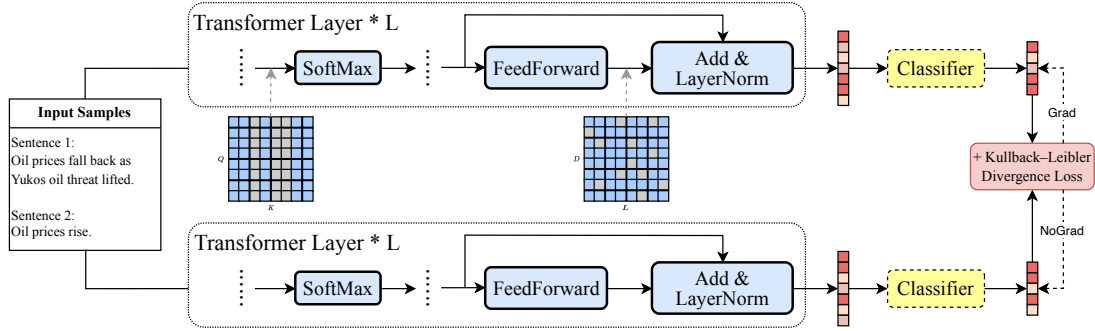 Transformer Layer * L
SoftMax
FeedForward
Add &
LayerNorm
Classifier
Input Samples
Sentence 1:
Oil prices fall back as
Yukos oil threat lifted.
Sentence 2:
Oil prices rise.
Q
K
D
L
Grad
+ Kullback–Leibler
Divergence Loss
NoGrad
Transformer Layer * L
SoftMax
FeedForward
Add &
LayerNorm
Classifier